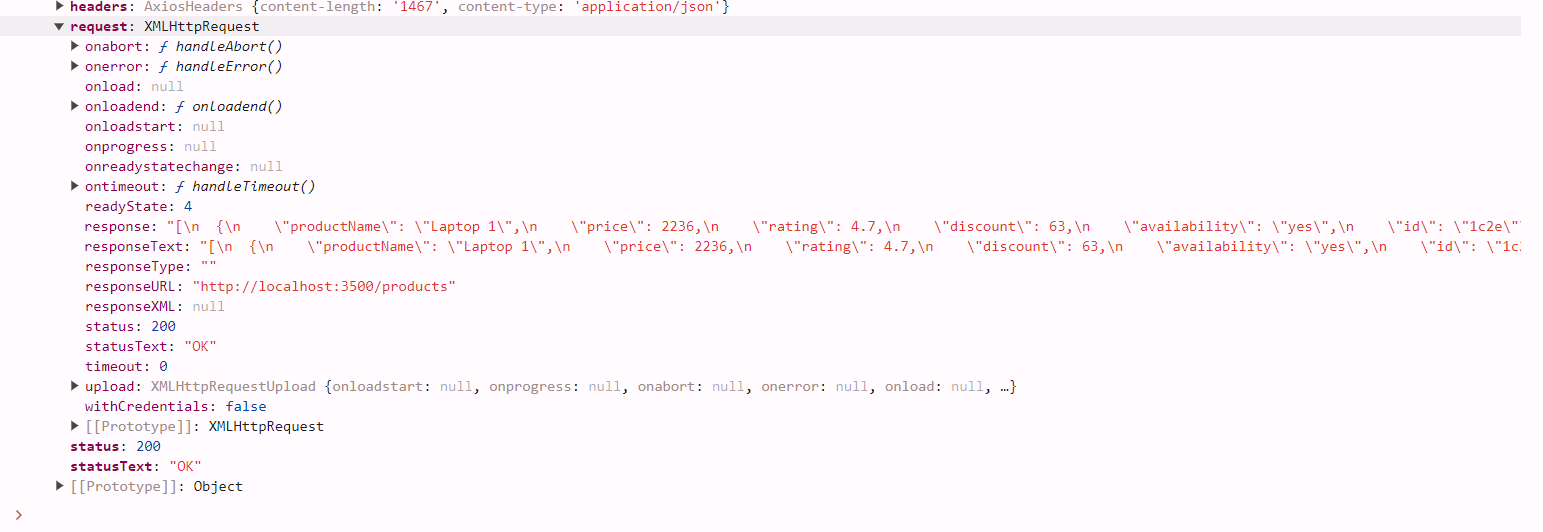 ▶ headers: AxiosHeaders {content-length: '1467', content-type: 'application/json'}
▼ request: XMLHttpRequest
▶ onabort: ƒ handleAbort()
▶ onerror: ƒ handleError()
onload: null
▶ onloadend: ƒ onloadend()
onloadstart: null
onprogress: null
onreadystatechange: null
▶ ontimeout: ƒ handleTimeout()
readyState: 4
response: "[\n  {\n    \"productName\": \"Laptop 1\",\n    \"price\": 2236,\n    \"rating\": 4.7,\n    \"discount\": 63,\n    \"availability\": \"yes\",\n    \"id\": \"1c2e\"
responseText: "[\n  {\n    \"productName\": \"Laptop 1\",\n    \"price\": 2236,\n    \"rating\": 4.7,\n    \"discount\": 63,\n    \"availability\": \"yes\",\n    \"id\": \"1c2
responseType: ""
responseURL: "http://localhost:3500/products"
responseXML: null
status: 200
statusText: "OK"
timeout: 0
▶ upload: XMLHttpRequestUpload {onloadstart: null, onprogress: null, onabort: null, onerror: null, onload: null, …}
withCredentials: false
▶ [[Prototype]]: XMLHttpRequest
status: 200
statusText: "OK"
▶ [[Prototype]]: Object
>